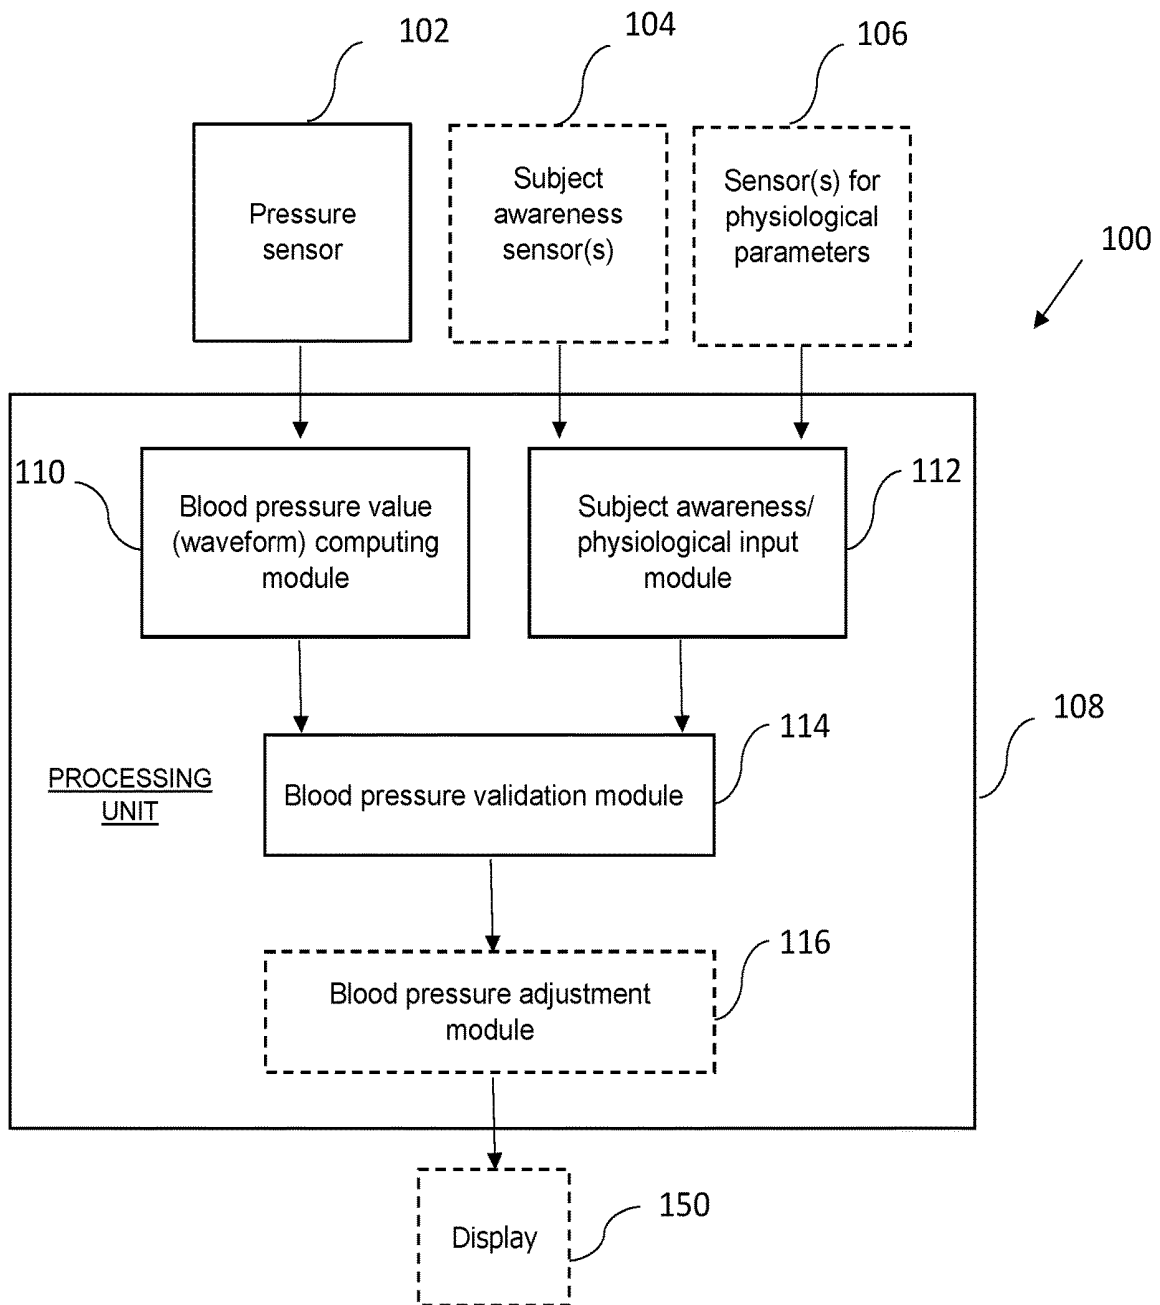 102
104
106
Pressure
sensor
Subject
awareness
sensor(s)
Sensor(s) for
physiological
parameters
100
110
Blood pressure value
(waveform) computing
module
Subject awareness/
physiological input
module
112
108
114
PROCESSING
UNIT
Blood pressure validation module
116
Blood pressure adjustment
module
150
Display